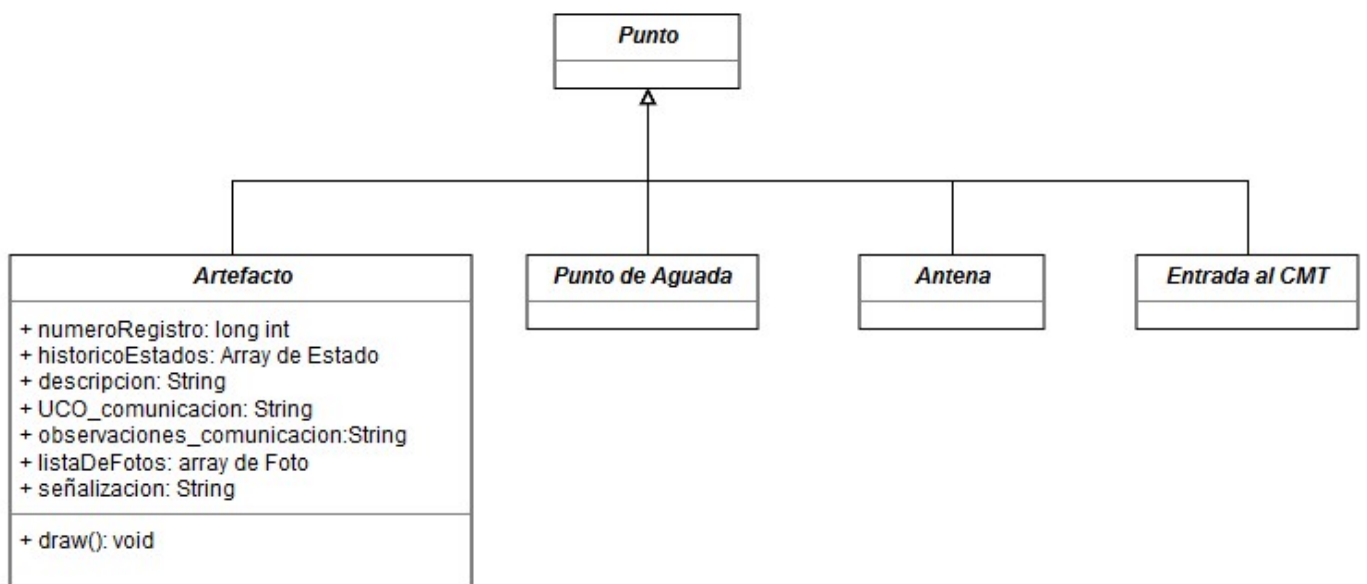 Punto
Artefacto
Punto de Aguada
Antena
Entrada al CMT
+ numeroRegistro: long int
+ historicoEstados: Array de Estado
+ descripcion: String
+ UCO_comunicacion: String
+ observaciones_comunicacion:String
+ listaDeFotos: array de Foto
+ señalizacion: String
+ draw(): void